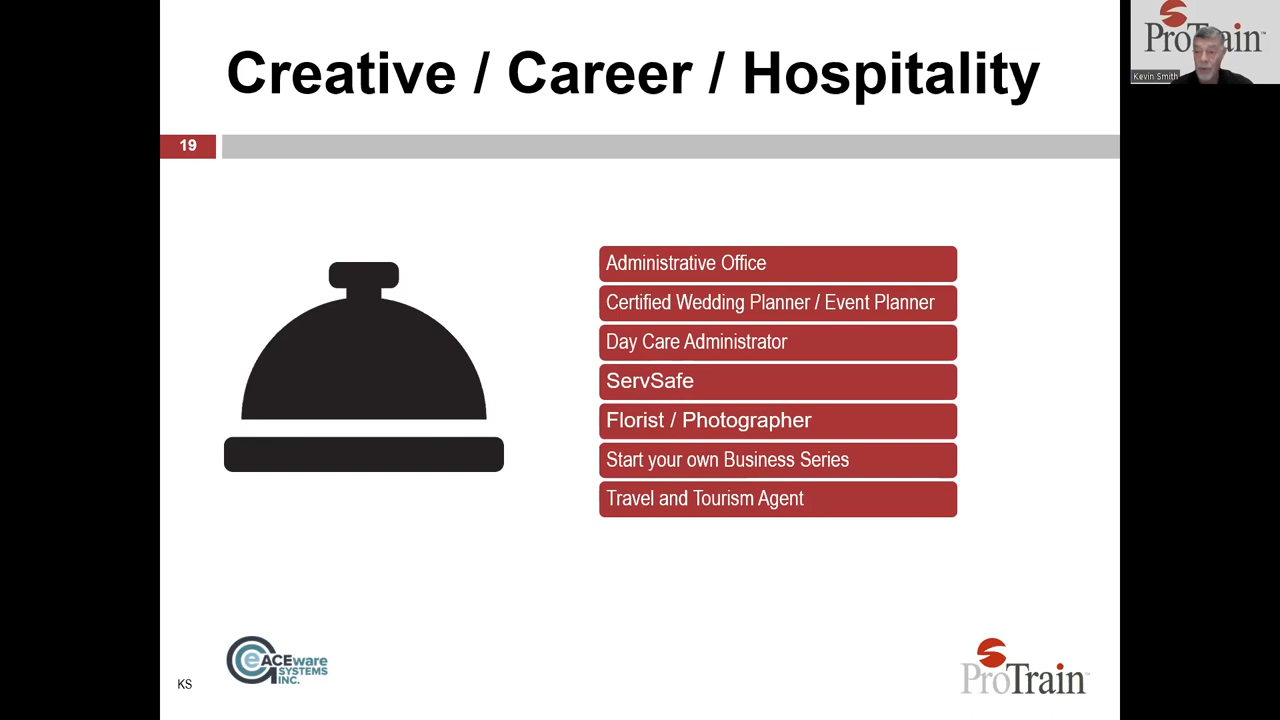 Creative / Career / Hospitality
19
Administrative Office
Certified Wedding Planner / Event Planner
Day Care Administrator
ServSafe
Florist / Photographer
Start your own Business Series
Travel and Tourism Agent
KS
eACEware
SYSTEMS
INC.
ProTrain
ProTrain
Kevin Smith